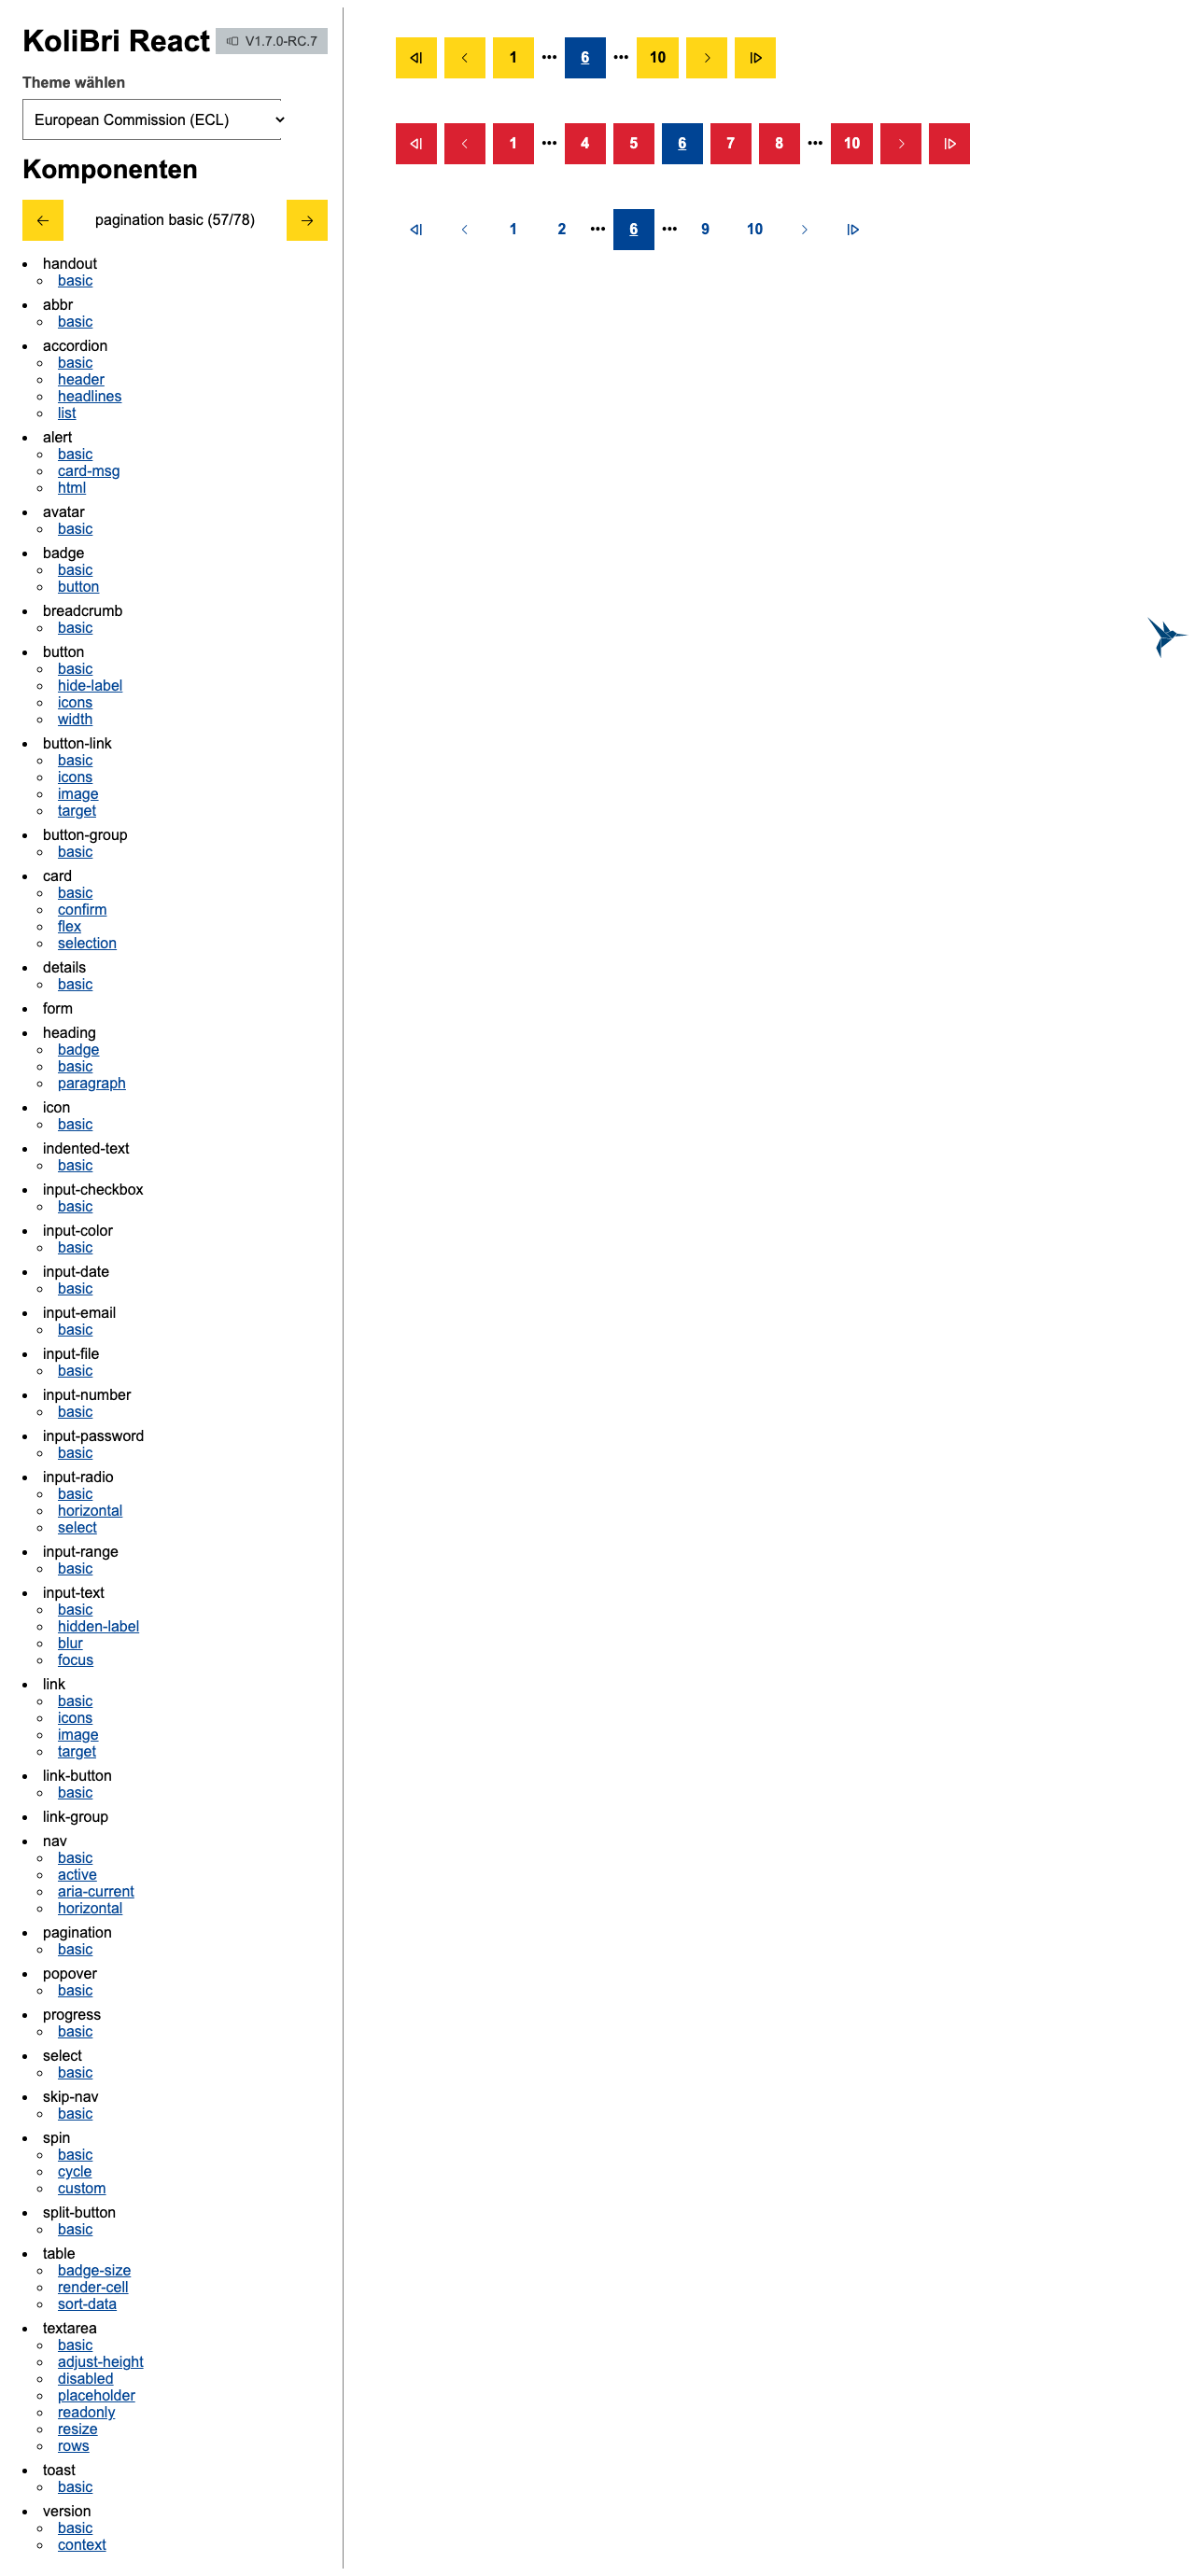 KoliBri React V1.7.0-RC.7
Theme wählen
European Commission (ECL)
Komponenten
pagination basic (57/78)
handout
basic
abbr
basic
accordion
basic
header
headlines
list
alert
basic
card-msg
html
avatar
basic
badge
basic
button
breadcrumb
basic
button
basic
hide-label
icons
width
button-link
basic
icons
image
target
button-group
basic
card
basic
confirm
flex
selection
details
basic
form
heading
badge
basic
paragraph
icon
basic
indented-text
basic
input-checkbox
basic
input-color
basic
input-date
basic
input-email
basic
input-file
basic
input-number
basic
input-password
basic
input-radio
basic
horizontal
select
input-range
basic
input-text
basic
hidden-label
blur
focus
link
basic
icons
image
target
link-button
basic
link-group
nav
basic
active
aria-current
horizontal
pagination
basic
popover
basic
progress
basic
select
basic
skip-nav
basic
spin
basic
cycle
custom
split-button
basic
table
badge-size
render-cell
sort-data
textarea
basic
adjust-height
disabled
placeholder
readonly
resize
rows
toast
basic
version
basic
context
1 ••• 6 ••• 10
1 ••• 4 5 6 7 8 ••• 10
1 2 ••• 6 ••• 9 10